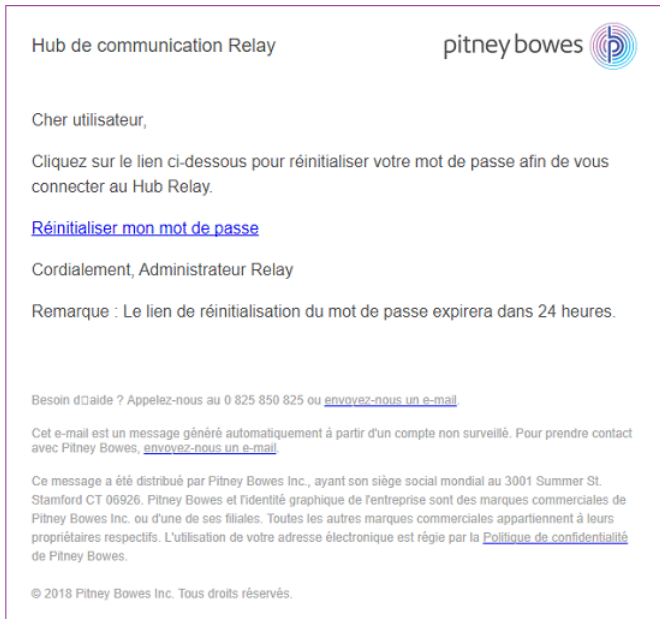 Hub de communication Relay
pitney bowes
Cher utilisateur,
Cliquez sur le lien ci-dessous pour réinitialiser votre mot de passe afin de vous
connecter au Hub Relay.
Réinitialiser mon mot de passe
Cordialement, Administrateur Relay
Remarque : Le lien de réinitialisation du mot de passe expirera dans 24 heures.
Besoin d□aide ? Appelez-nous au 0 825 850 825 ou envoyez-nous un e-mail.
Cet e-mail est un message généré automatiquement à partir d'un compte non surveillé. Pour prendre contact
avec Pitney Bowes, envoyez-nous un e-mail.
Ce message a été distribué par Pitney Bowes Inc., ayant son siège social mondial au 3001 Summer St.
Stamford CT 06926. Pitney Bowes et l'identité graphique de l'entreprise sont des marques commerciales de
Pitney Bowes Inc. ou d'une de ses filiales. Toutes les autres marques commerciales appartiennent à leurs
propriétaires respectifs. L'utilisation de votre adresse électronique est régie par la Politique de confidentialité
de Pitney Bowes.
© 2018 Pitney Bowes Inc. Tous droits réservés.